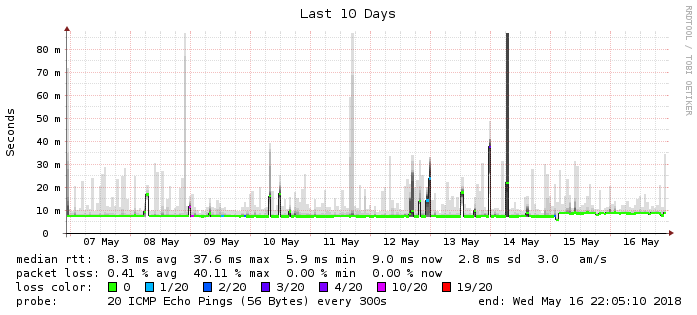 Last 10 Days
RRDTOOL / TOBI OETIKER
Seconds
80 m
70 m
60 m
50 m
40 m
30 m
20 m
10 m
0
07 May 08 May 09 May 10 May 11 May 12 May 13 May 14 May 15 May 16 May
median rtt: 8.3 ms avg 37.6 ms max 5.9 ms min 9.0 ms now 2.8 ms sd 3.0 am/s
packet loss: 0.41 % avg 40.11 % max 0.00 % min 0.00 % now
loss color: 0 1/20 2/20 3/20 4/20 10/20 19/20
probe: 20 ICMP Echo Pings (56 Bytes) every 300s end: Wed May 16 22:05:10 2018